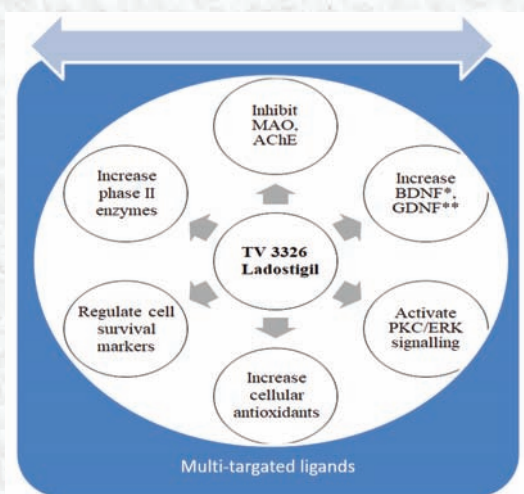 Inhibit
MAO,
AChE
Increase
phase II
enzymes
Increase
BDNF*,
GDNF**
TV 3326
Ladostigil
Regulate cell
survival
markers
Activate
PKC/ERK
signalling
Increase
cellular
antioxidants
Multi-targated ligands